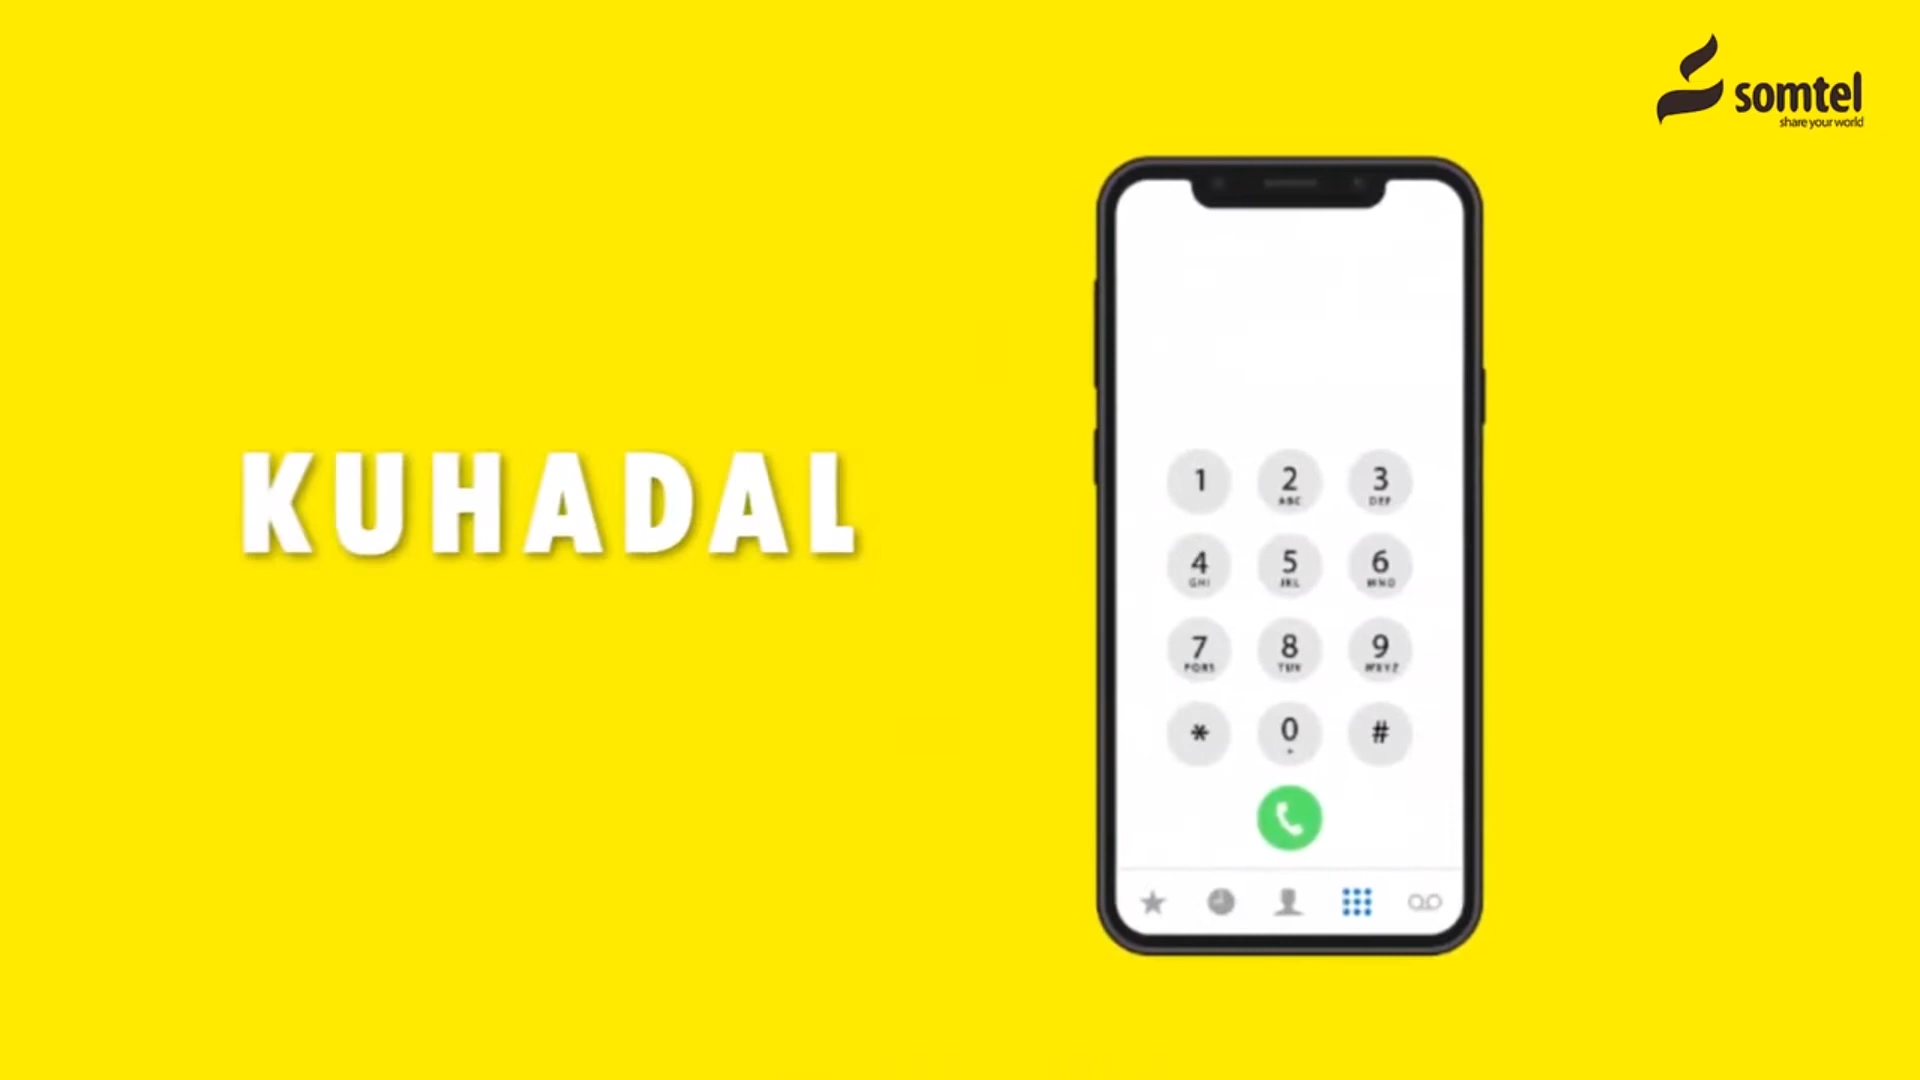 somtel
share your world
KUHADAL
1
2
ABC
3
DEF
4
GHI
5
JKL
6
MNO
7
PQRS
8
TUV
9
WXYZ
*
0
+
#